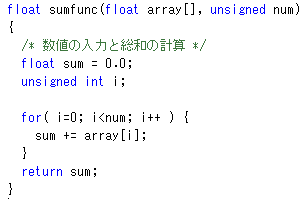 float sumfunc(float array[], unsigned num)
{
/* 数値の入力と総和の計算 */
float sum = 0.0;
unsigned int i;
for( i=0; i<num; i++ ) {
sum += array[i];
}
return sum;
}